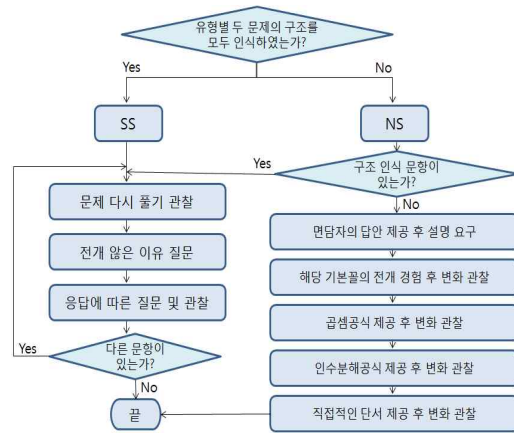 유형별 두 문제의 구조를
모두 인식하였는가?
Yes
No
SS
NS
Yes
구조 인식 문항이
있는가?
No
문제 다시 풀기 관찰
전개 않은 이유 질문
응답에 따른 질문 및 관찰
Yes
다른 문항이
있는가?
No
끝
면담자의 답안 제공 후 설명 요구
해당 기본꼴의 전개 경험 후 변화 관찰
곱셈공식 제공 후 변화 관찰
인수분해공식 제공 후 변화 관찰
직접적인 단서 제공 후 변화 관찰